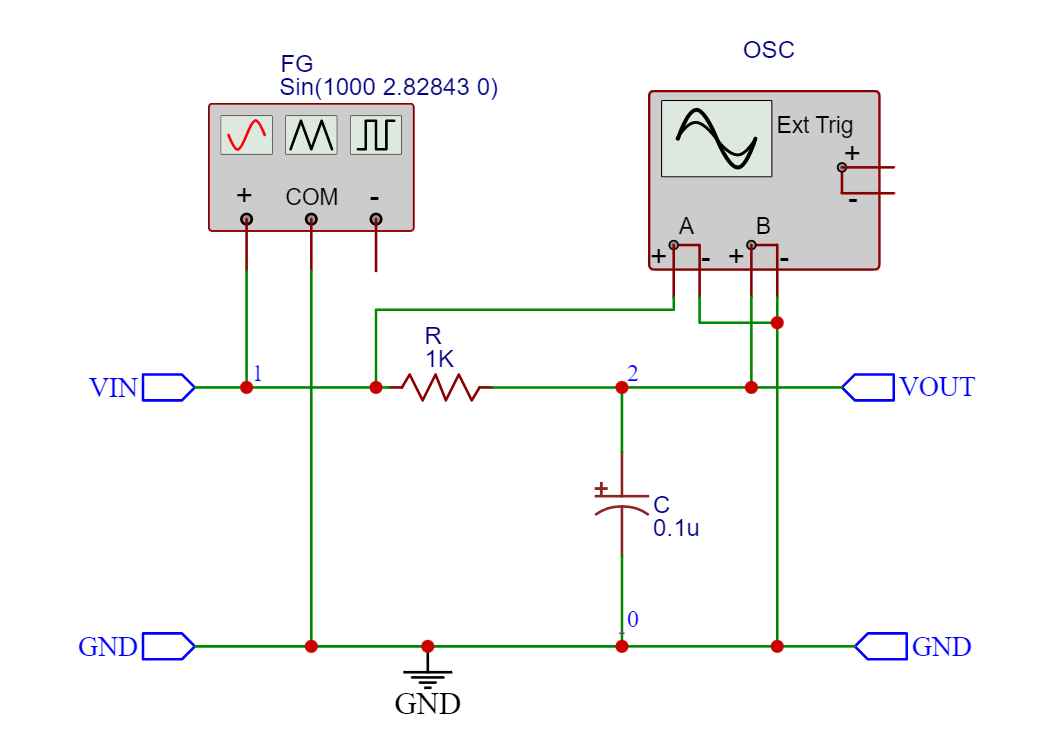 OSC
FG
Sin(1000 2.82843 0)
Ext Trig
+
-
+ COM -
A B
+ - + -
R
1K
VIN
1
2
VOUT
+
C
0.1u
0
GND
GND
GND